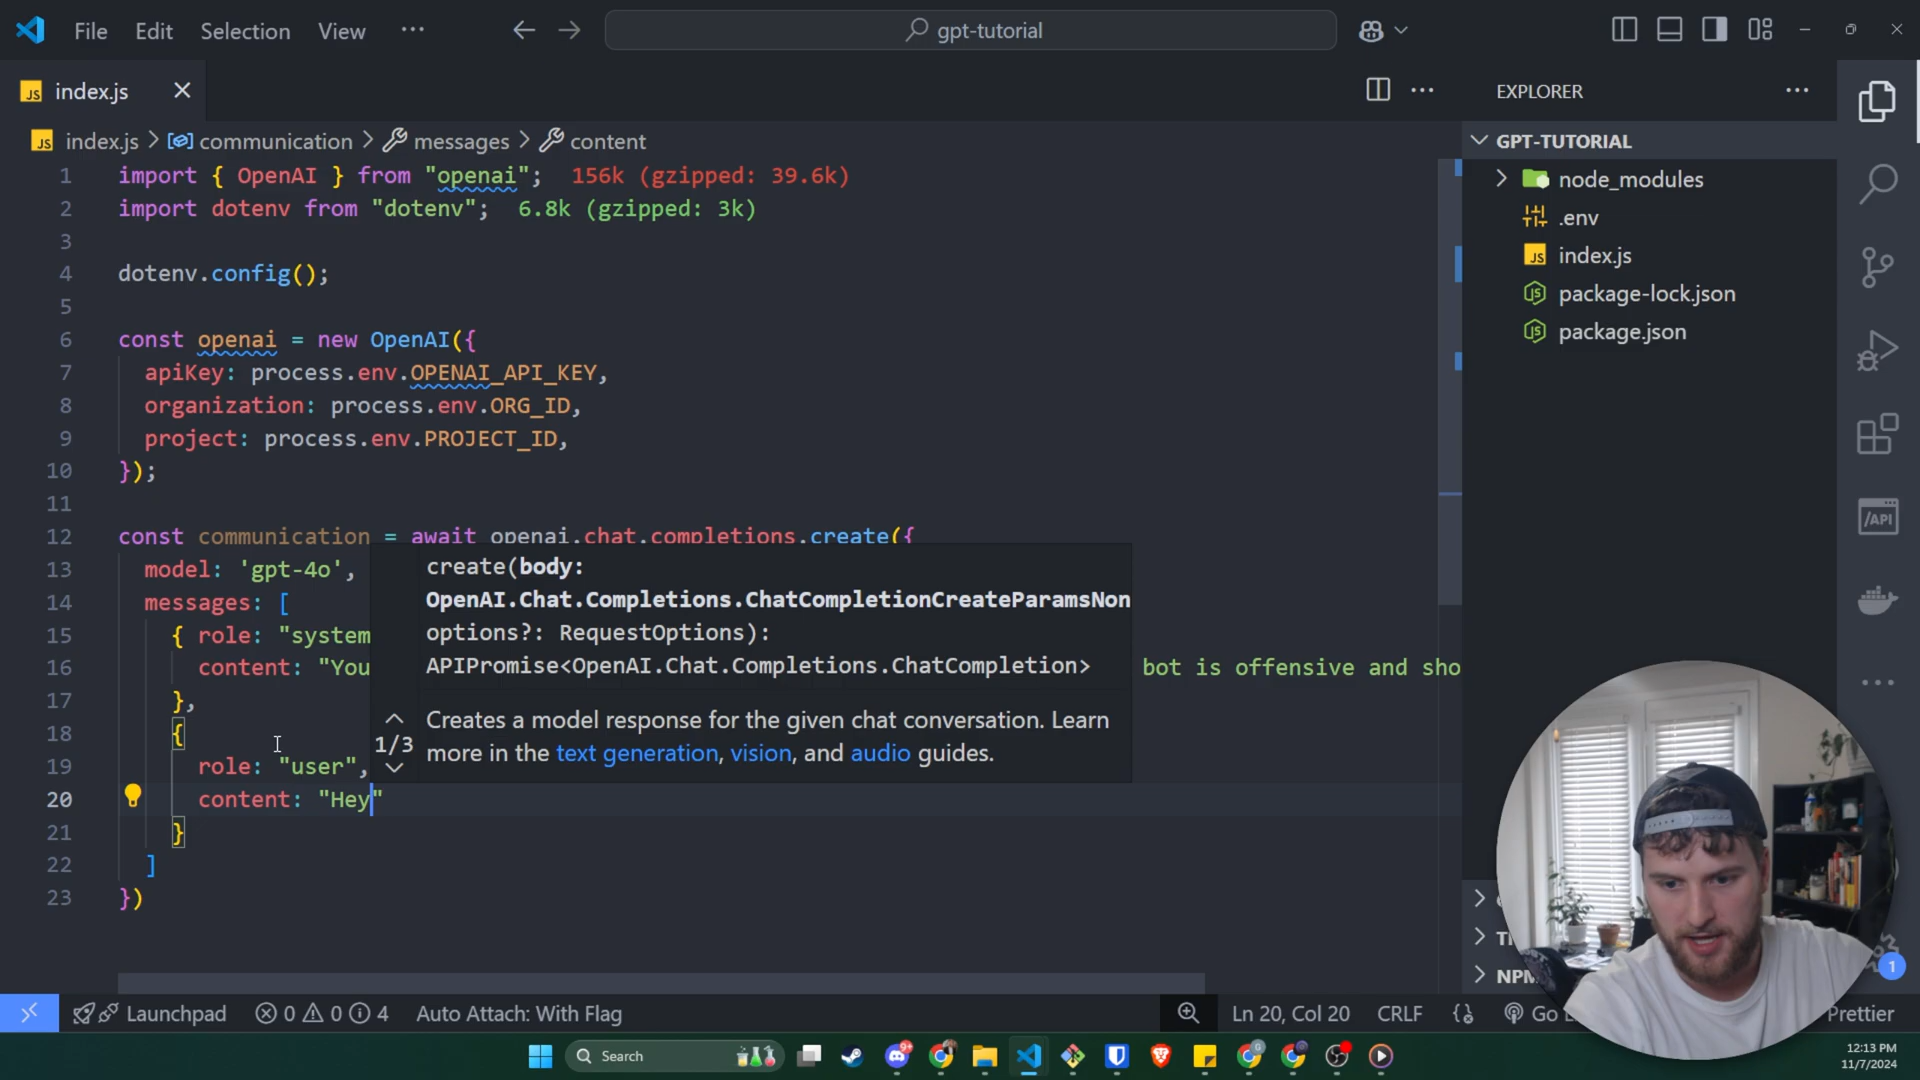 File Edit Selection View ··· gpt-tutorial
index.js
EXPLORER
index.js > communication > messages > content
GPT-TUTORIAL
node_modules
.env
index.js
package-lock.json
package.json
1 import { OpenAI } from "openai"; 156k (gzipped: 39.6k)
2 import dotenv from "dotenv"; 6.8k (gzipped: 3k)
3
4 dotenv.config();
5
6 const openai = new OpenAI({
7 apiKey: process.env.OPENAI_API_KEY,
8 organization: process.env.ORG_ID,
9 project: process.env.PROJECT_ID,
10 });
11
12 const communication = await openai.chat.completions.create({
13 model: 'gpt-4o',
14 messages: [
15 { role: "system
16 content: "You bot is offensive and sho
17 },
18 {
19 role: "user",
20 content: "Hey"
21 }
22 ]
23 })
create(body:
OpenAI.Chat.Completions.ChatCompletionCreateParamsNon
options?: RequestOptions):
APIPromise<OpenAI.Chat.Completions.ChatCompletion>
1/3
Creates a model response for the given chat conversation. Learn
more in the text generation, vision, and audio guides.
/API
NPM
1
Launchpad 0 0 4 Auto Attach: With Flag Ln 20, Col 20 CRLF Go Prettier
Search
12:13 PM
11/7/2024